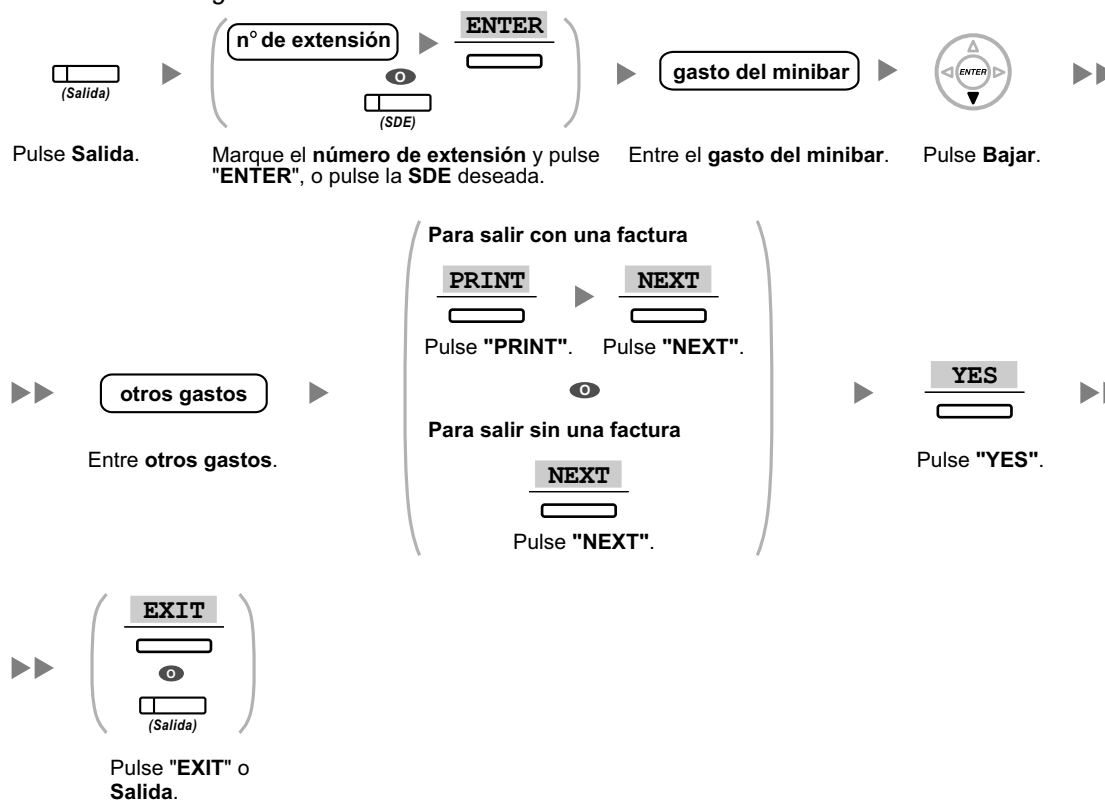 n° de extensión
ENTER
O
(SDE)
(Salida)
gasto del minibar
ENTER
Pulse Salida.
Marque el número de extensión y pulse
"ENTER", o pulse la SDE deseada.
Entre el gasto del minibar.
Pulse Bajar.
otros gastos
Entre otros gastos.
Para salir con una factura
PRINT
NEXT
Pulse "PRINT".
Pulse "NEXT".
O
Para salir sin una factura
NEXT
Pulse "NEXT".
YES
Pulse "YES".
EXIT
O
(Salida)
Pulse "EXIT" o
Salida.